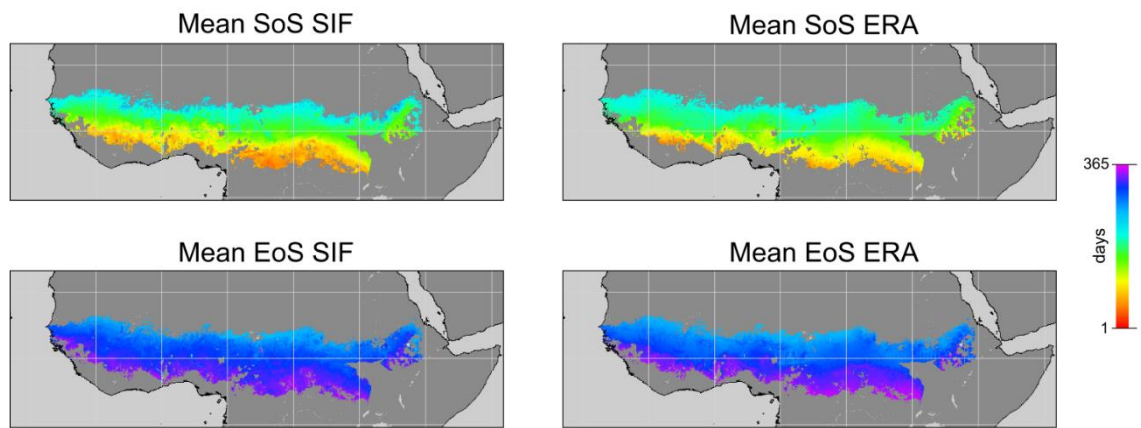 Mean SoS SIF
Mean SoS ERA
Mean EoS SIF
Mean EoS ERA
365
days
1